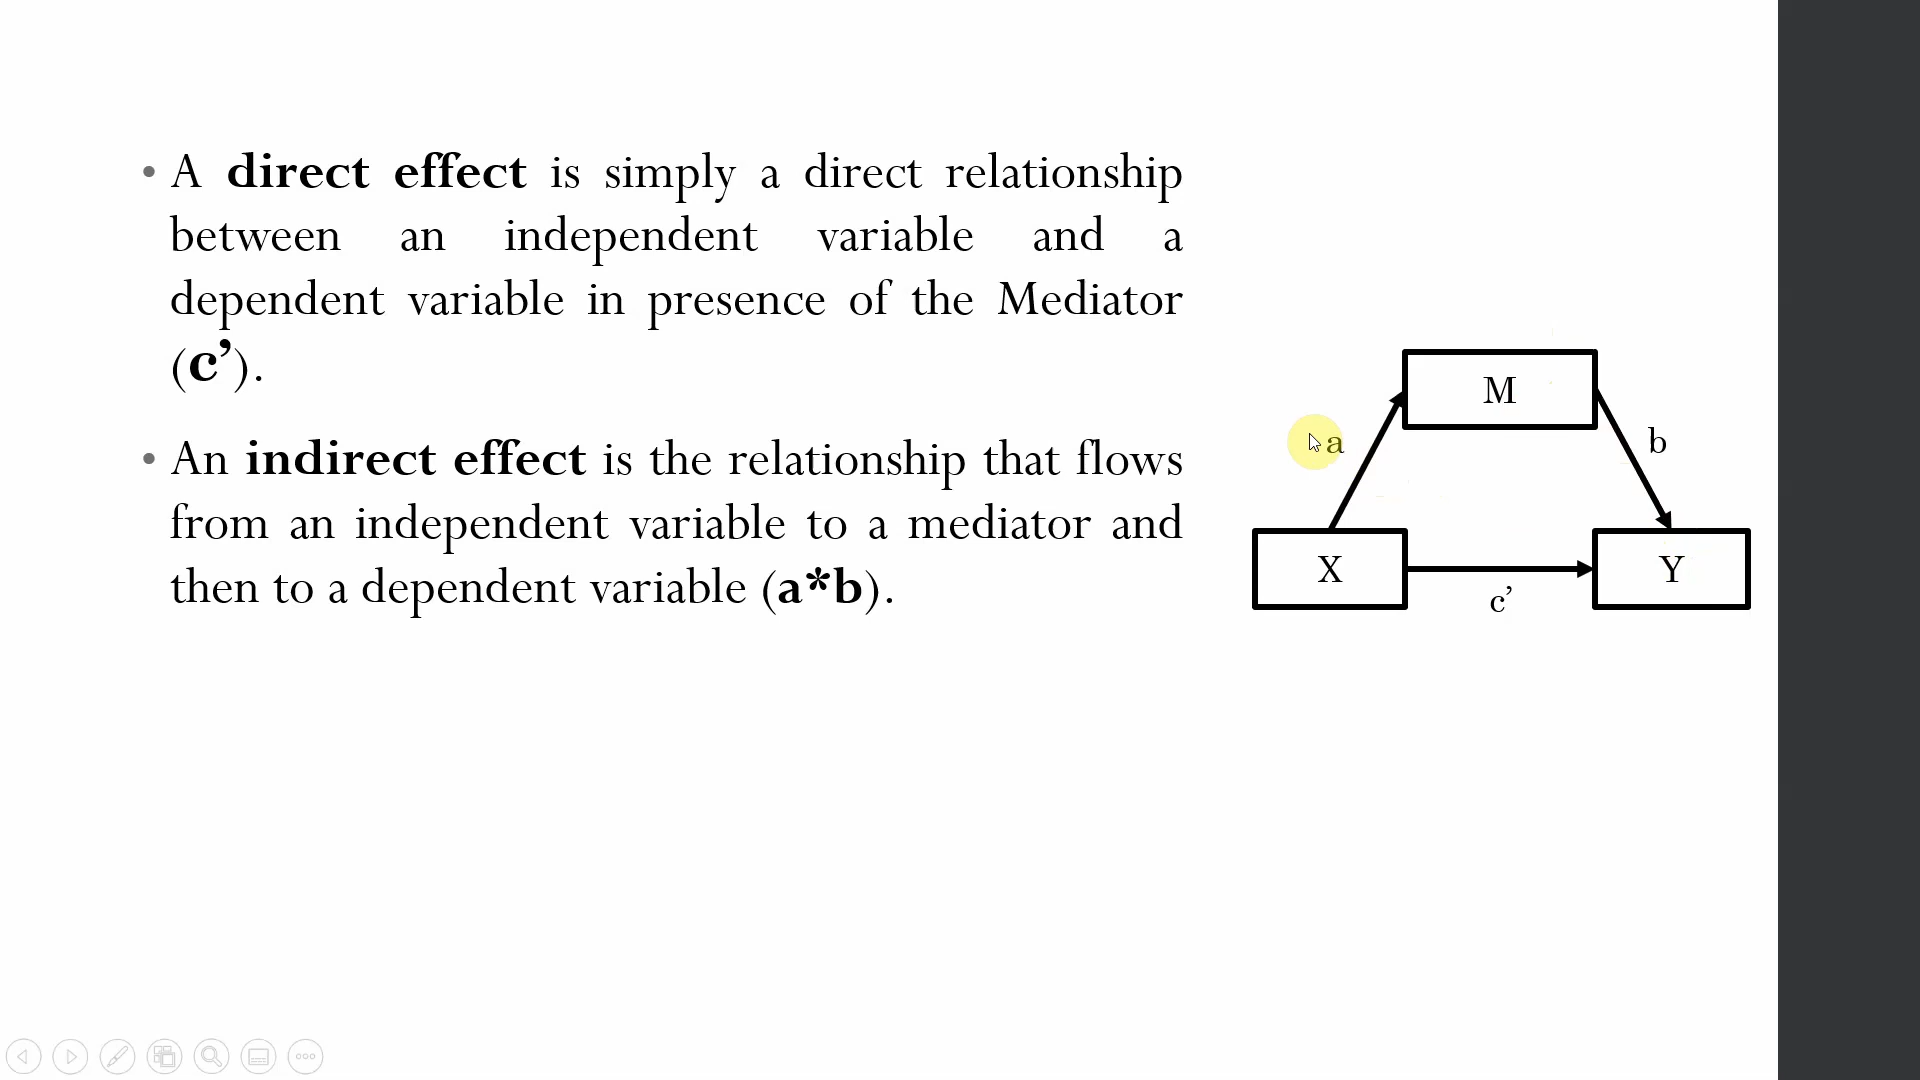 • A direct effect is simply a direct relationship
between an independent variable and a
dependent variable in presence of the Mediator
(c’).
• An indirect effect is the relationship that flows
from an independent variable to a mediator and
then to a dependent variable (a*b).
M
a
b
X
Y
c’